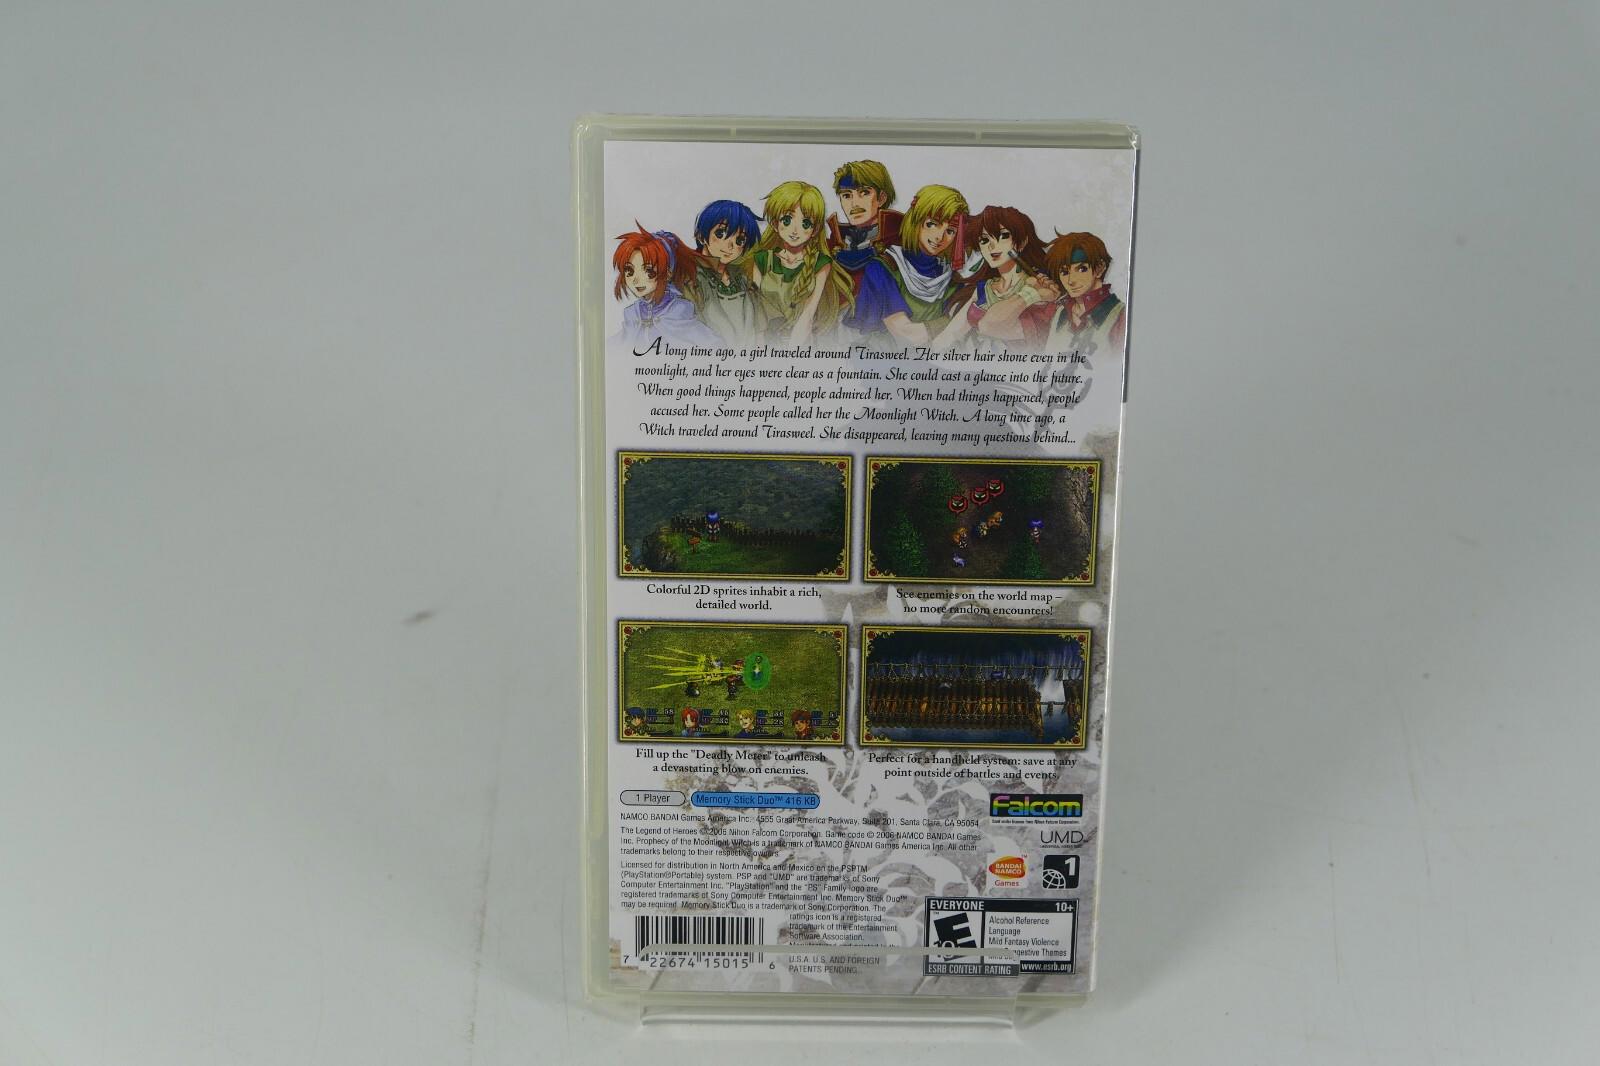 A long time ago, a girl traveled around Tirasweel. Her silver hair shone even in the
moonlight, and her eyes were clear as a fountain. She could cast a glance into the future.
When good things happened, people admired her. When bad things happened, people
accused her. Some people called her the Moonlight Witch. A long time ago, a
Witch traveled around Tirasweel. She disappeared, leaving many questions behind...
Colorful 2D sprites inhabit a rich,
detailed world.
See enemies on the world map –
no more random encounters!
Fill up the "Deadly Meter" to unleash
a devastating blow on enemies.
Perfect for a handheld system: save at any
point outside of battles and events.
1 Player
Memory Stick Duo™ 416 KB
NAMCO BANDAI Games America Inc., 4555 Great America Parkway, Suite 201, Santa Clara, CA 95054
The Legend of Heroes © 2006 Nihon Falcom Corporation. Game code © 2006 NAMCO BANDAI Games
Inc. Prophecy of the Moonlight Witch is a trademark of NAMCO BANDAI Games America Inc. All other
trademarks belong to their respective owners.
Licensed for distribution in North America and Mexico on the PSPTM
(PlayStation®Portable) system. PSP and "UMD" are trademarks of Sony
Computer Entertainment Inc. "PlayStation" and the "PS" Family logo are
registered trademarks of Sony Computer Entertainment Inc. Memory Stick Duo™
may be required. Memory Stick Duo is a trademark of Sony Corporation. The
ratings icon is a registered
trademark of the Entertainment
Software Association.
Manufactured and printed in the
U.S.A. U.S. AND FOREIGN
PATENTS PENDING.
7 22674 15015 6
Falcom
UMD
BANDAI
NAMCO
Games
1
EVERYONE 10+
E
Alcohol Reference
Language
Mild Fantasy Violence
Suggestive Themes
ESRB CONTENT RATING www.esrb.org